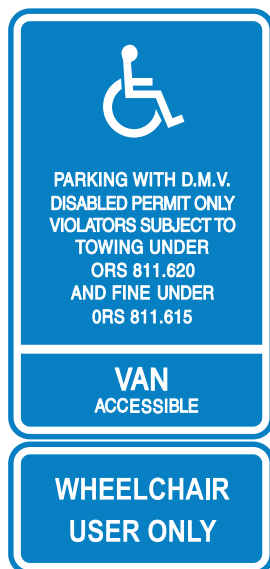 PARKING WITH D.M.V.
DISABLED PERMIT ONLY
VIOLATORS SUBJECT TO
TOWING UNDER
ORS 811.620
AND FINE UNDER
0RS 811.615
VAN
ACCESSIBLE
WHEELCHAIR
USER ONLY